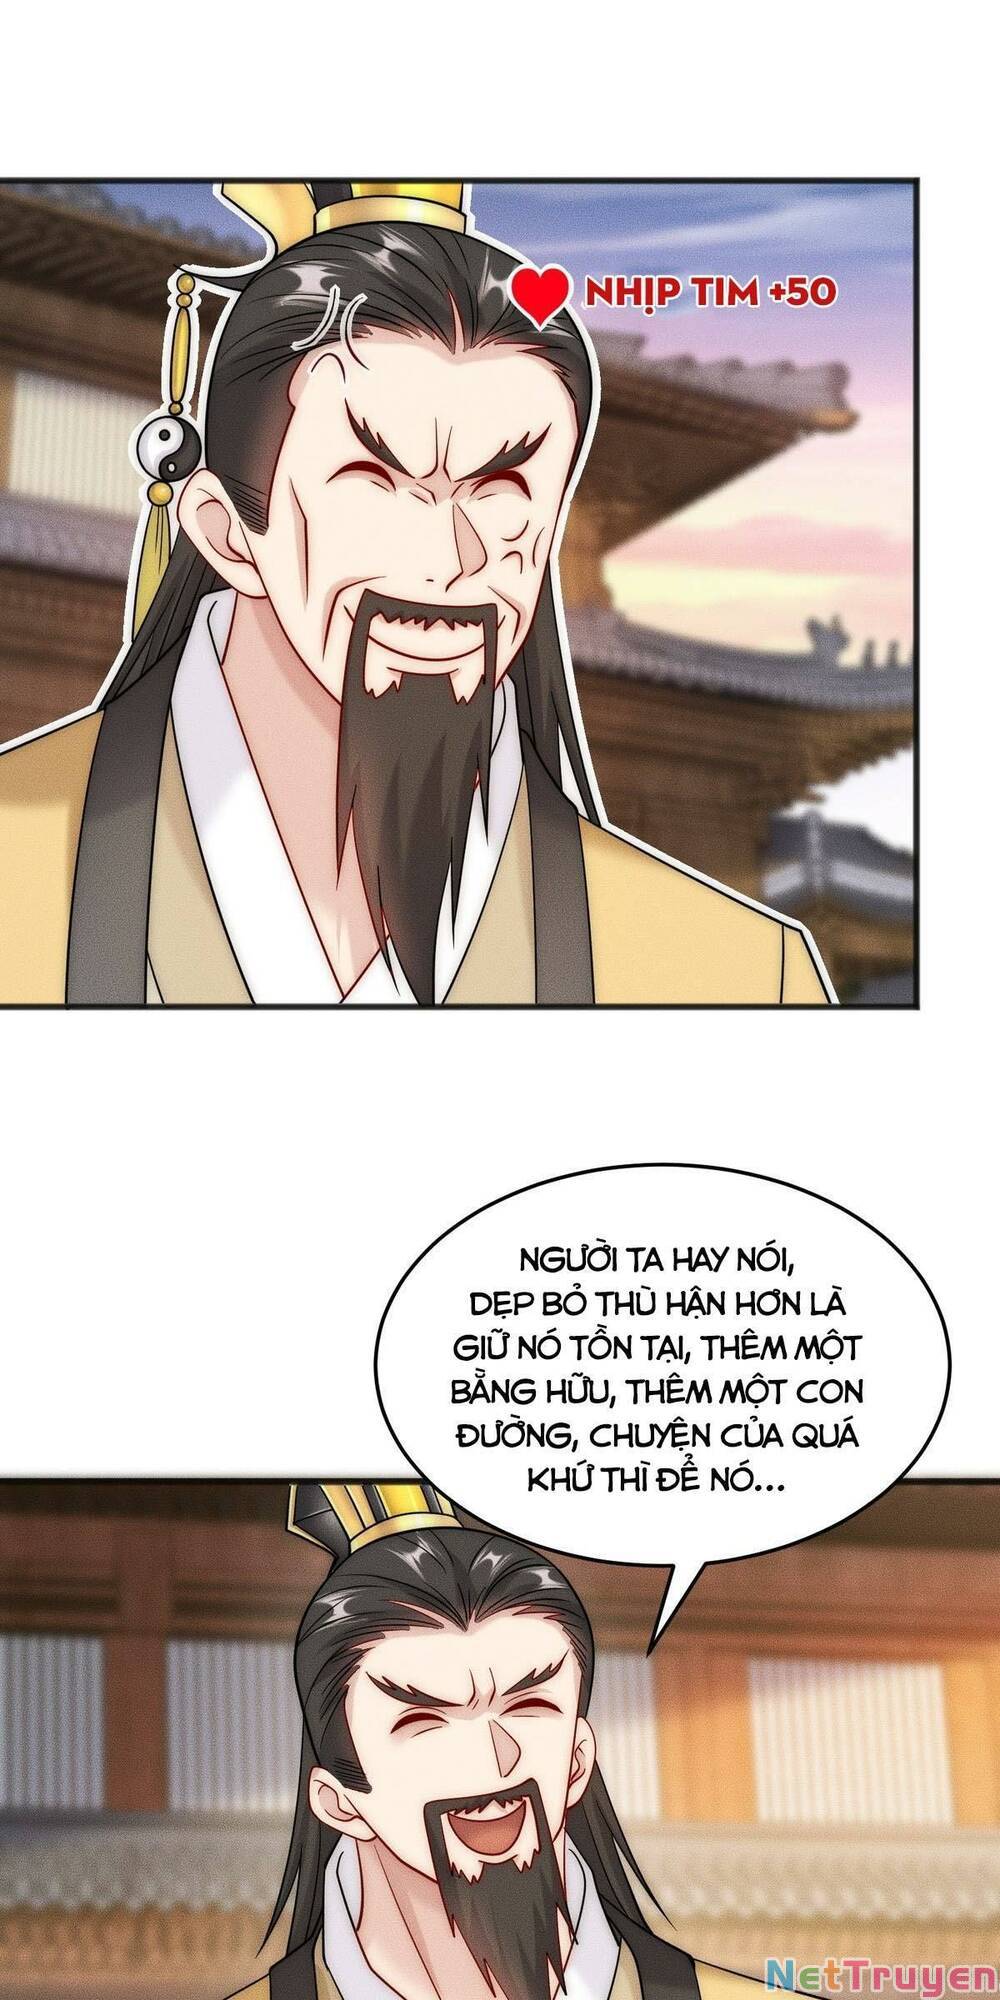 NHỊP TIM +50
NGƯỜI TA HAY NÓI,
DẸP BỎ THÙ HẬN HƠN LÀ
GIỮ NÓ TỒN TẠI, THÊM MỘT
BẰNG HỮU, THÊM MỘT CON
ĐƯỜNG, CHUYỆN CỦA QUÁ
KHỨ THÌ ĐỂ NÓ...
NetTruyen